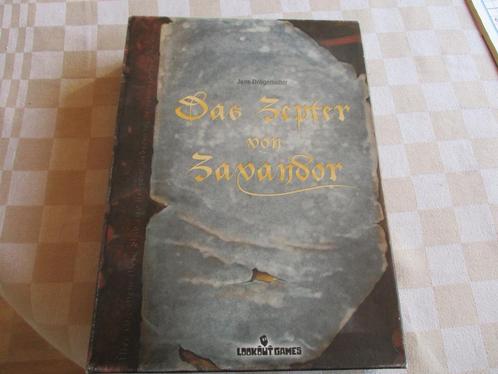 Jens Drögemüller
Das Zepter
von
Zavandor
LOOKOUT GAMES